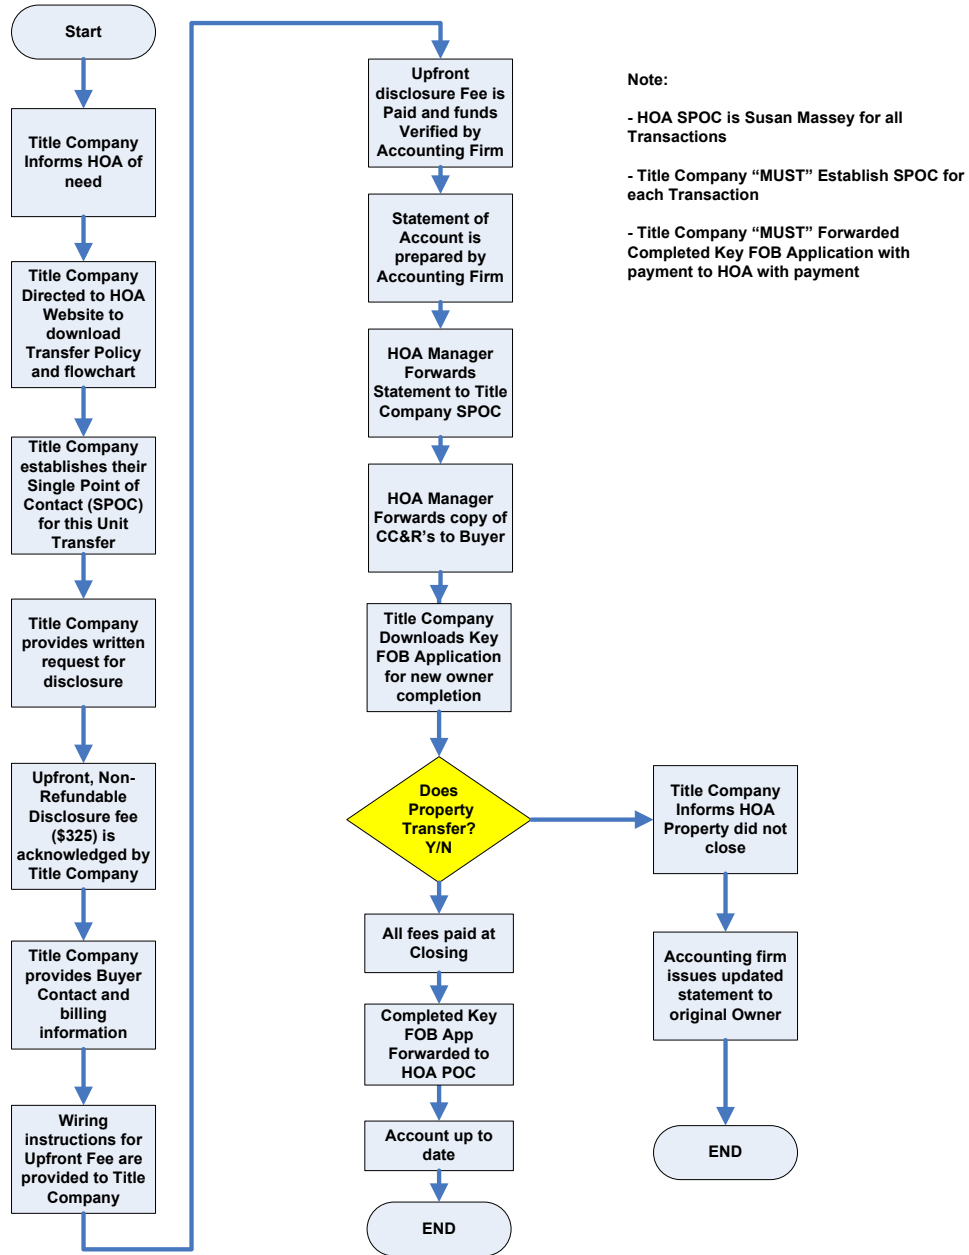 Start
Title Company
Informs HOA of
need
Title Company
Directed to HOA
Website to
download
Transfer Policy
and flowchart
Title Company
establishes their
Single Point of
Contact (SPOC)
for this Unit
Transfer
Title Company
provides written
request for
disclosure
Upfront, Non-
Refundable
Disclosure fee
($325) is
acknowledged by
Title Company
Title Company
provides Buyer
Contact and
billing
information
Wiring
instructions for
Upfront Fee are
provided to Title
Company
Upfront
disclosure Fee is
Paid and funds
Verified by
Accounting Firm
Statement of
Account is
prepared by
Accounting Firm
HOA Manager
Forwards
Statement to Title
Company SPOC
HOA Manager
Forwards copy of
CC&R's to Buyer
Title Company
Downloads Key
FOB Application
for new owner
completion
Does
Property
Transfer?
Y/N
All fees paid at
Closing
Completed Key
FOB App
Forwarded to
HOA POC
Account up to
date
END
Title Company
Informs HOA
Property did not
close
Accounting firm
issues updated
statement to
original Owner
END
Note:
- HOA SPOC is Susan Massey for all
Transactions
- Title Company “MUST” Establish SPOC for
each Transaction
- Title Company “MUST” Forwarded
Completed Key FOB Application with
payment to HOA with payment